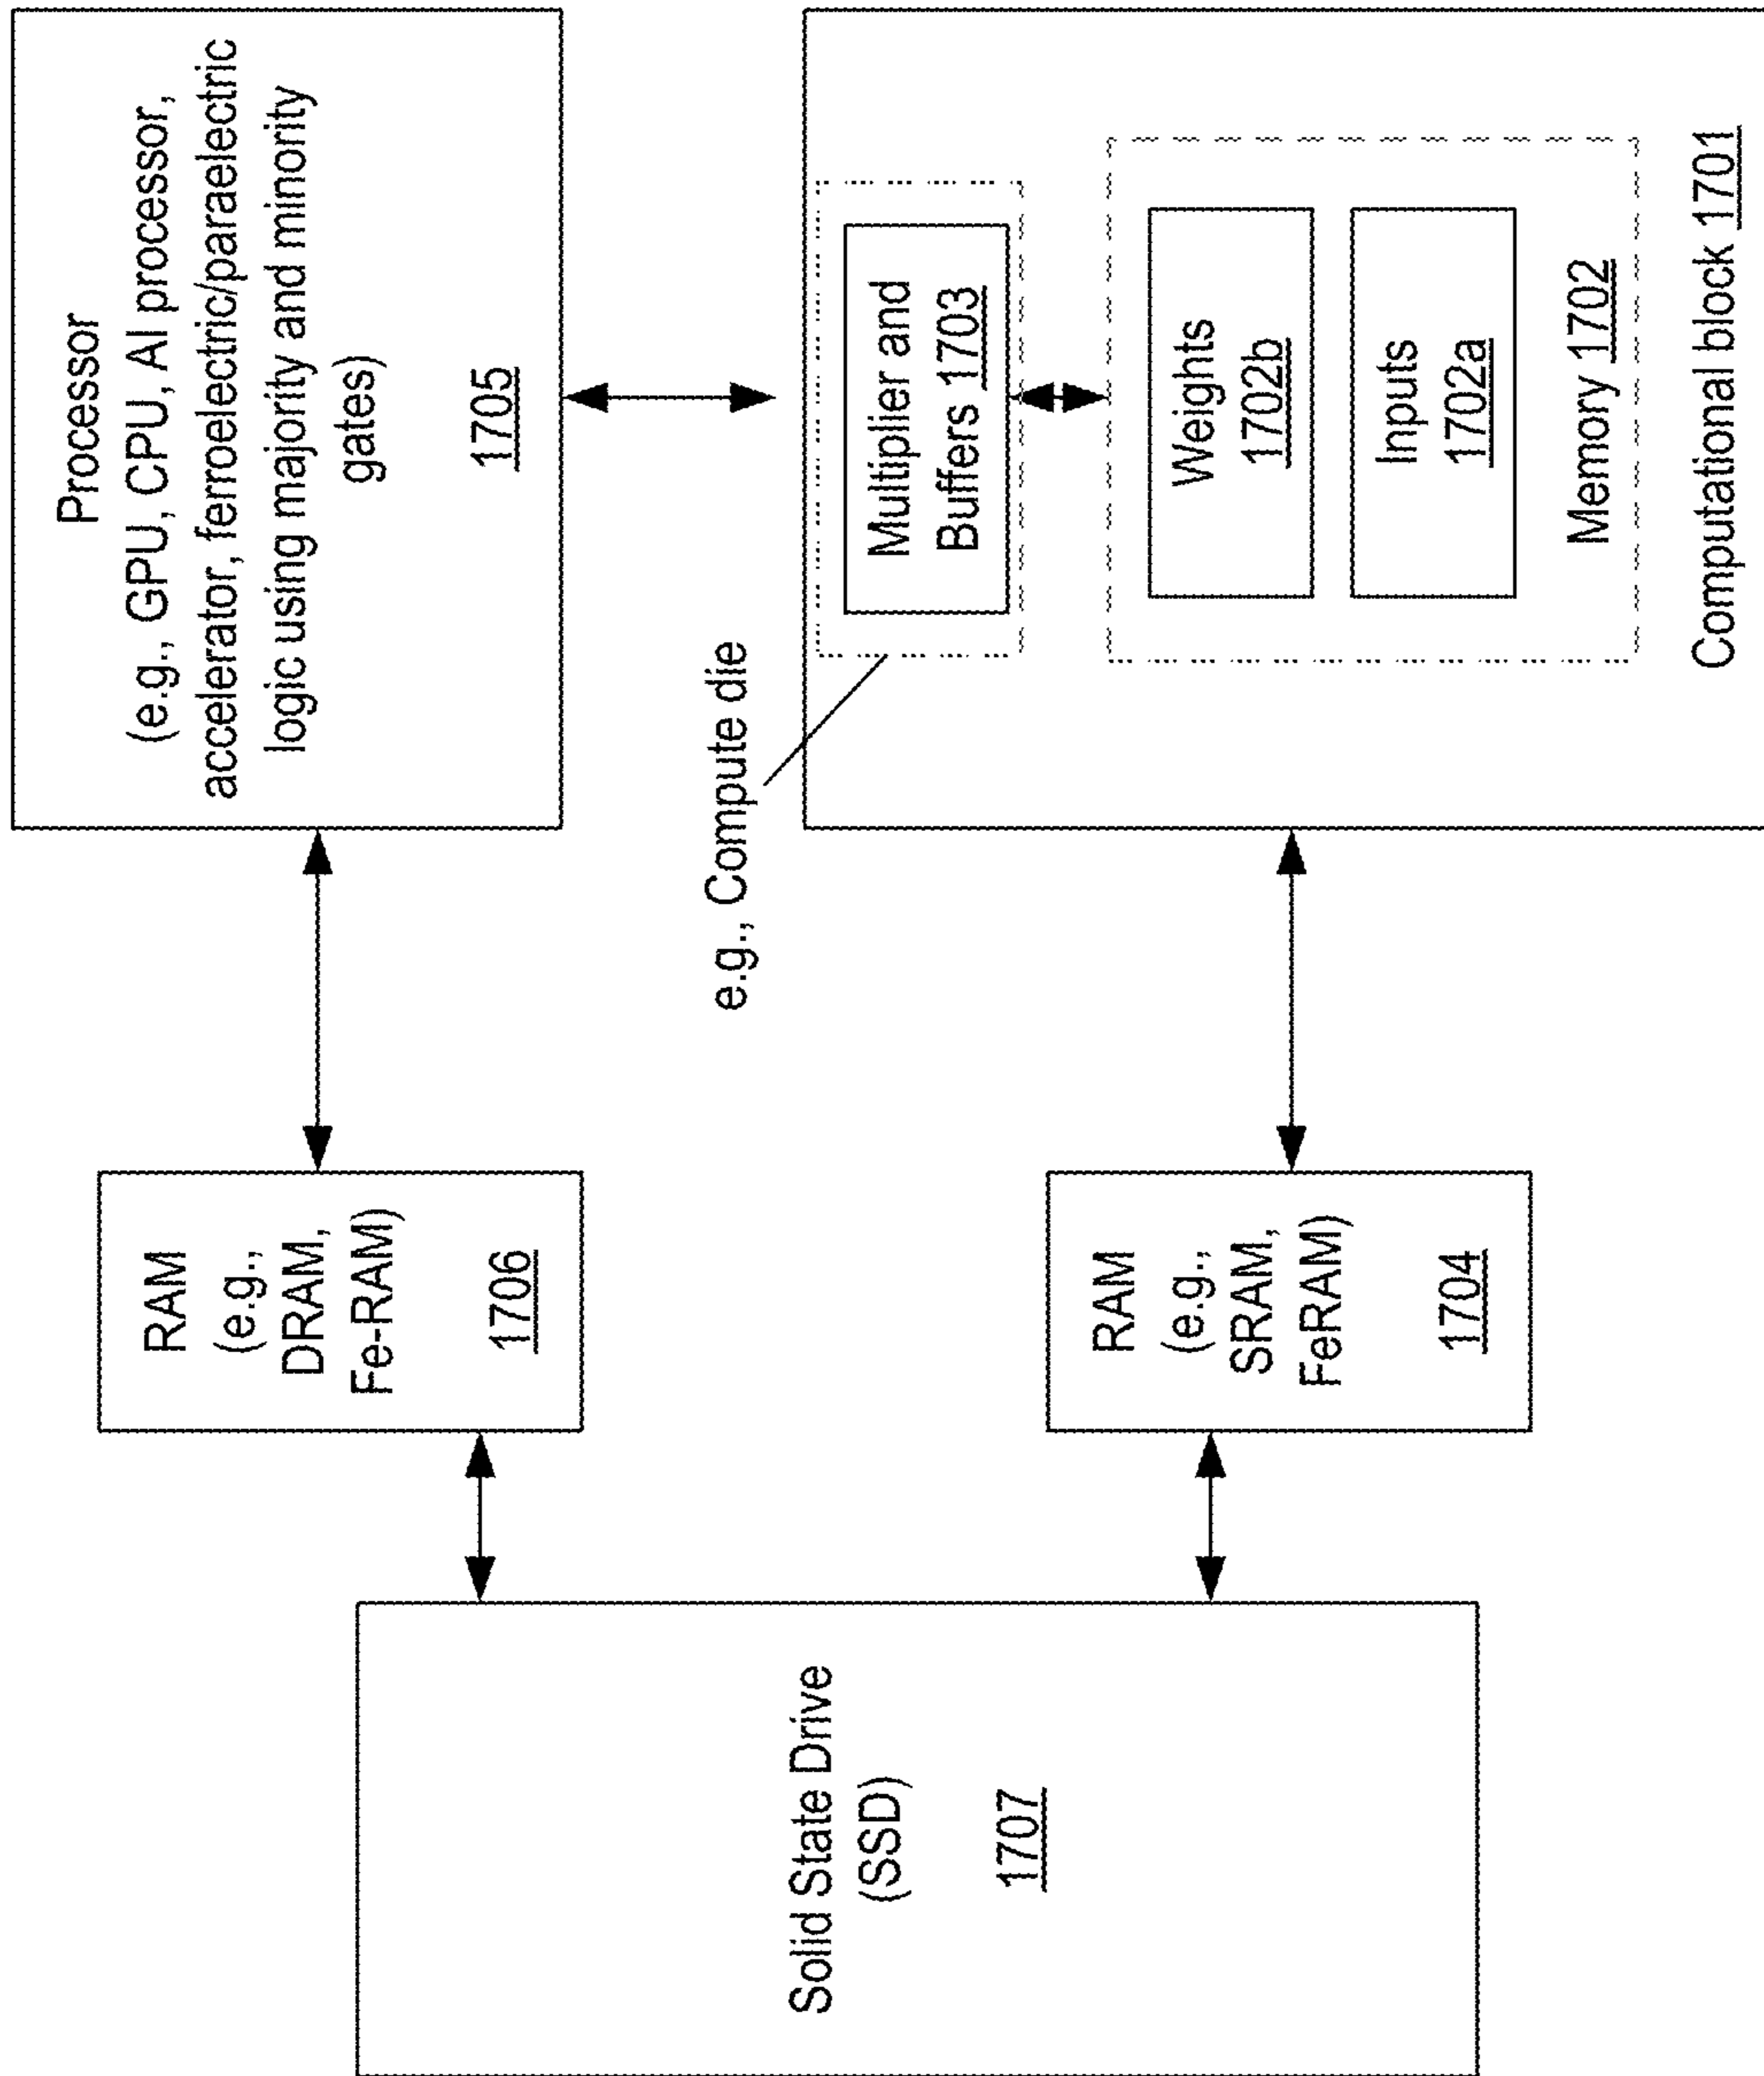 Processor
(e.g., GPU, CPU, AI processor,
accelerator, ferroelectric/paraelectric
logic using majority and minority
gates)
1705
RAM
(e.g.,
DRAM,
Fe-RAM)
1706
Solid State Drive
(SSD)
1707
RAM
(e.g.,
SRAM,
FeRAM)
1704
e.g., Compute die
Multiplier and
Buffers 1703
Weights
1702b
Inputs
1702a
Memory 1702
Computational block 1701